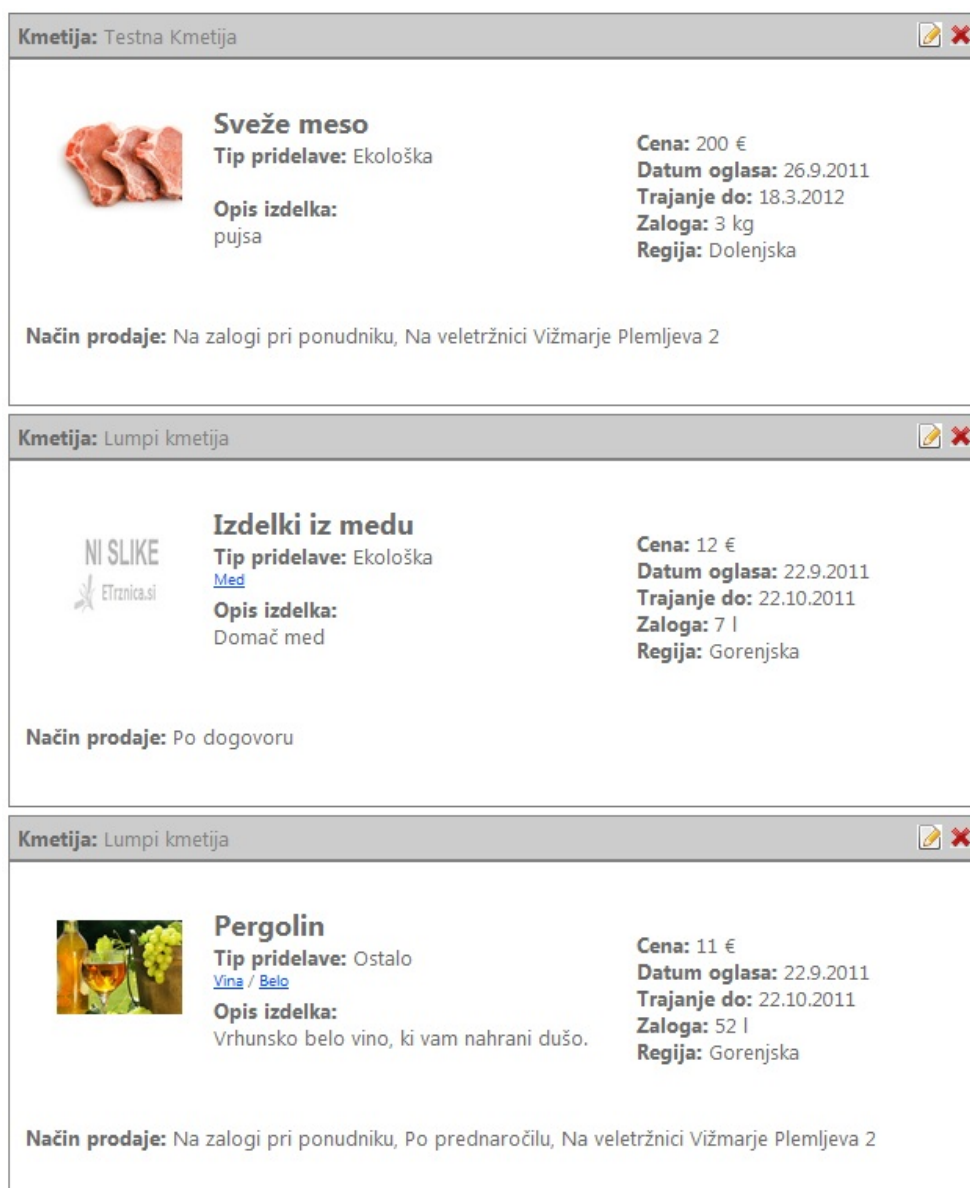 Kmetija: Testna Kmetija
Sveže meso
Tip pridelave: Ekološka
Opis izdelka:
pujsa
Cena: 200 €
Datum oglasa: 26.9.2011
Trajanje do: 18.3.2012
Zaloga: 3 kg
Regija: Dolenjska
Način prodaje: Na zalogi pri ponudniku, Na veletržnici Vižmarje Plemljeva 2
Kmetija: Lumpi kmetija
NI SLIKE
ETrznica.si
Izdelki iz medu
Tip pridelave: Ekološka
Med
Opis izdelka:
Domač med
Cena: 12 €
Datum oglasa: 22.9.2011
Trajanje do: 22.10.2011
Zaloga: 7 l
Regija: Gorenjska
Način prodaje: Po dogovoru
Kmetija: Lumpi kmetija
Pergolin
Tip pridelave: Ostalo
Vina / Belo
Opis izdelka:
Vrhunsko belo vino, ki vam nahrani dušo.
Cena: 11 €
Datum oglasa: 22.9.2011
Trajanje do: 22.10.2011
Zaloga: 52 l
Regija: Gorenjska
Način prodaje: Na zalogi pri ponudniku, Po prednaročilu, Na veletržnici Vižmarje Plemljeva 2